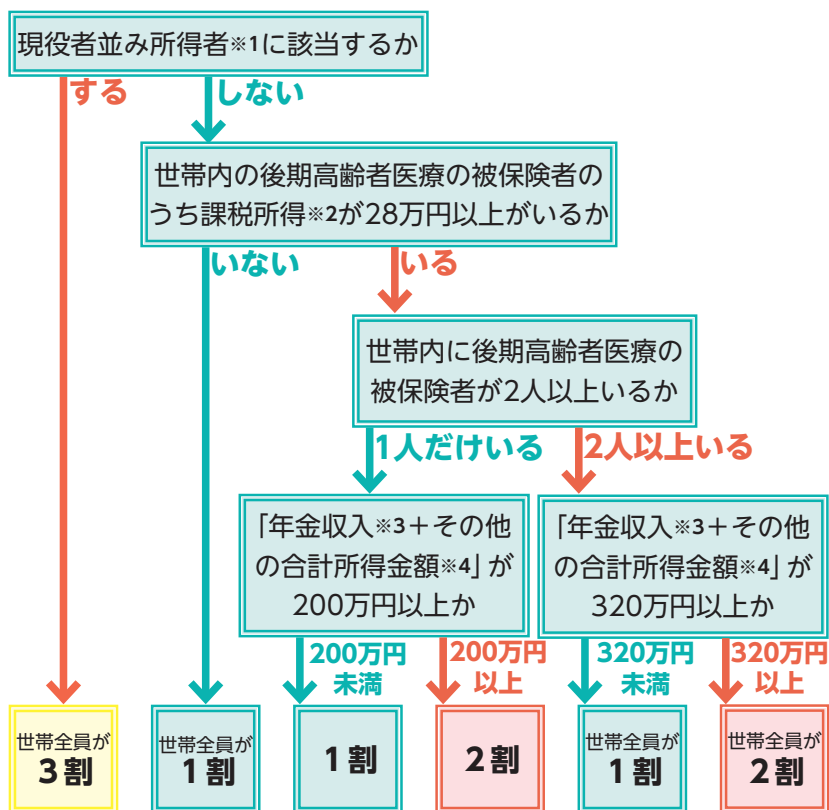 現役者並み所得者※1に該当するか
する
しない
世帯内の後期高齢者医療の被保険者の
うち課税所得※2が28万円以上がいるか
いない
いる
世帯内に後期高齢者医療の
被保険者が2人以上いるか
1人だけいる
2人以上いる
「年金収入※3＋その他
の合計所得金額※4」が
200万円以上か
「年金収入※3＋その他
の合計所得金額※4」が
320万円以上か
200万円
未満
200万円
以上
320万円
未満
320万円
以上
世帯全員が
3割
世帯全員が
1割
1割
2割
世帯全員が
1割
世帯全員が
2割